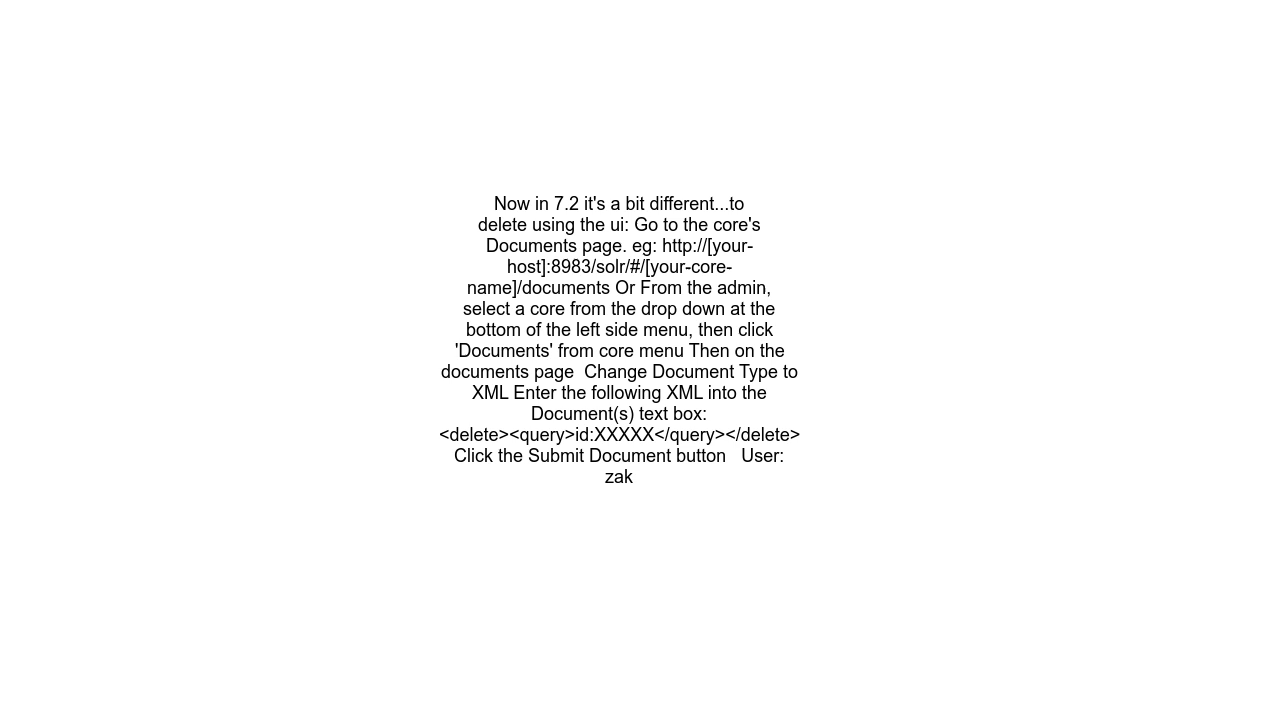 Now in 7.2 it's a bit different...to
delete using the ui: Go to the core's
Documents page. eg: http://[your-
host]:8983/solr/#/[your-core-
name]/documents Or From the admin,
select a core from the drop down at the
bottom of the left side menu, then click
'Documents' from core menu Then on the
documents page  Change Document Type to
XML Enter the following XML into the
Document(s) text box:
<delete><query>id:XXXXX</query></delete>
Click the Submit Document button   User:
zak